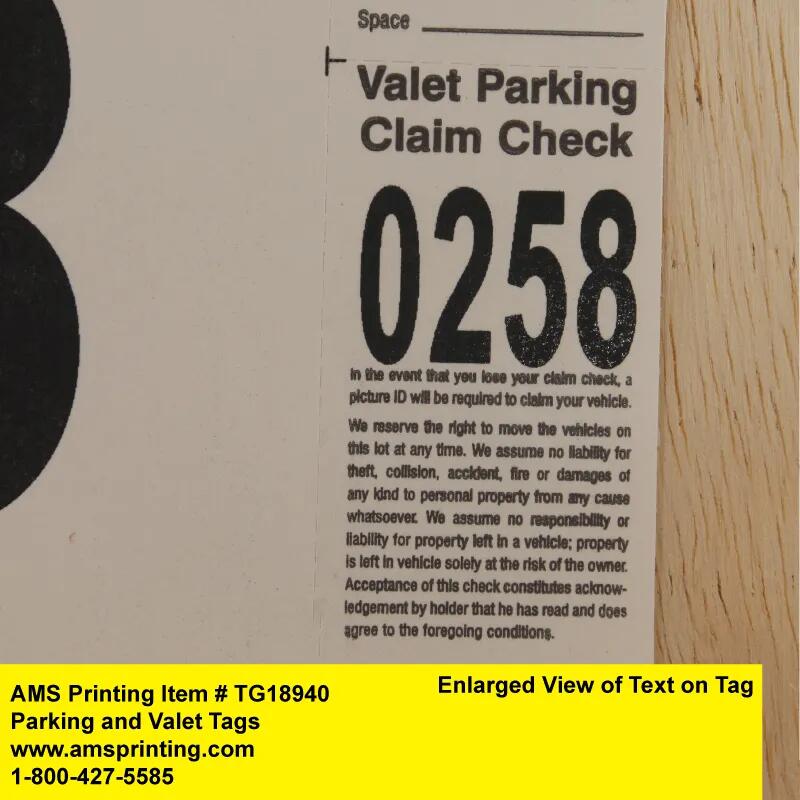 Space
Valet Parking
Claim Check
0258
In the event that you lose your claim check, a
picture ID will be required to claim your vehicle.
We reserve the right to move the vehicles on
this lot at any time. We assume no liability for
theft, collision, accident, fire or damages of
any kind to personal property from any cause
whatsoever. We assume no responsibility or
liability for property left in a vehicle; property
is left in vehicle solely at the risk of the owner.
Acceptance of this check constitutes acknow-
ledgement by holder that he has read and does
agree to the foregoing conditions.
AMS Printing Item # TG18940
Parking and Valet Tags
www.amsprinting.com
1-800-427-5585
Enlarged View of Text on Tag